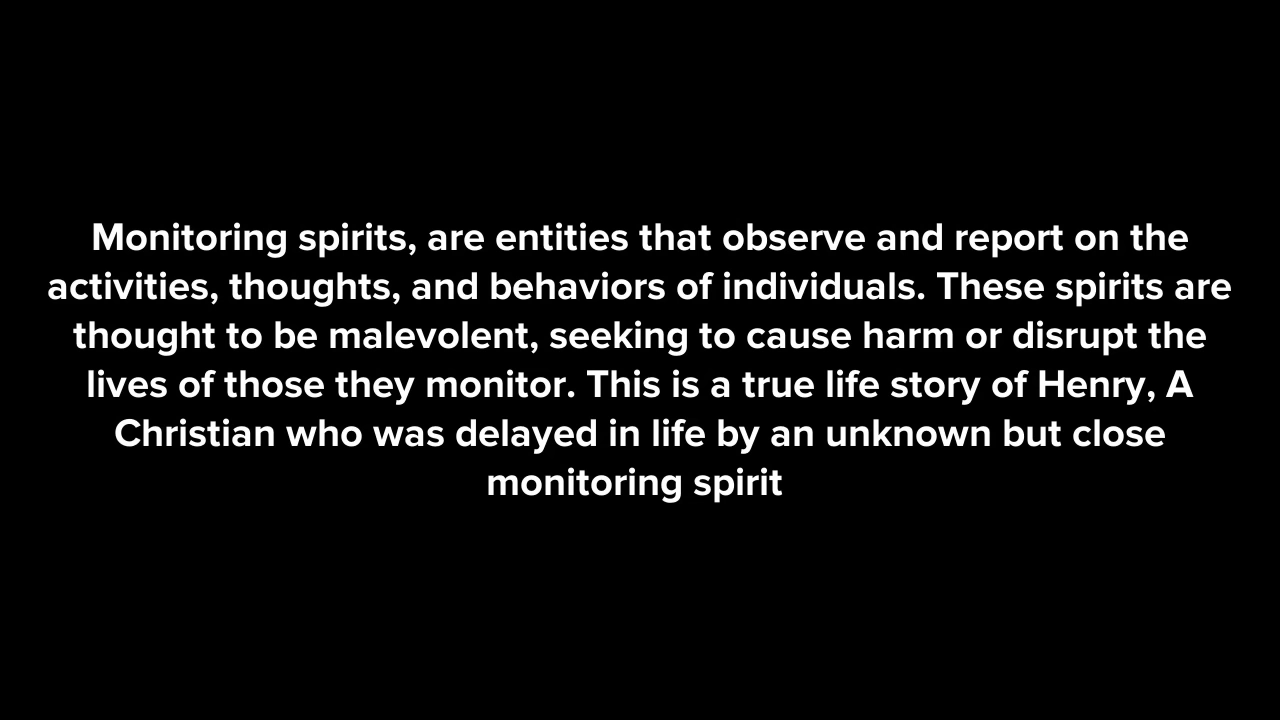 Monitoring spirits, are entities that observe and report on the
activities, thoughts, and behaviors of individuals. These spirits are
thought to be malevolent, seeking to cause harm or disrupt the
lives of those they monitor. This is a true life story of Henry, A
Christian who was delayed in life by an unknown but close
monitoring spirit